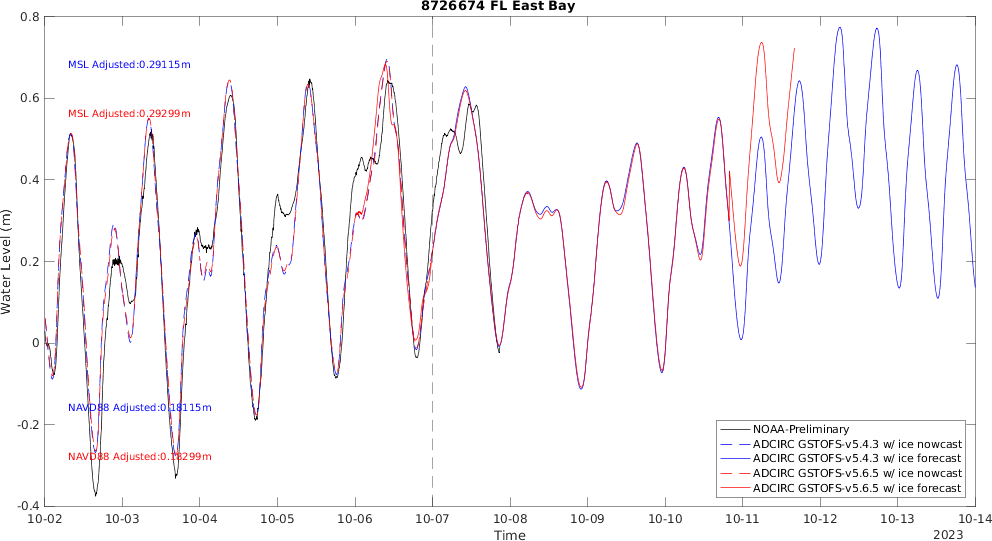 8726674 FL East Bay
0.8
0.6
0.4
0.2
0
-0.2
-0.4
Water Level (m)
MSL Adjusted:0.29115m
MSL Adjusted:0.29299m
NAVD88 Adjusted:0.18115m
NAVD88 Adjusted:0.18299m
NOAA-Preliminary
ADCIRC GSTOFS-v5.4.3 w/ ice nowcast
ADCIRC GSTOFS-v5.4.3 w/ ice forecast
ADCIRC GSTOFS-v5.6.5 w/ ice nowcast
ADCIRC GSTOFS-v5.6.5 w/ ice forecast
10-02 10-03 10-04 10-05 10-06 10-07 10-08 10-09 10-10 10-11 10-12 10-13 10-14
Time
2023